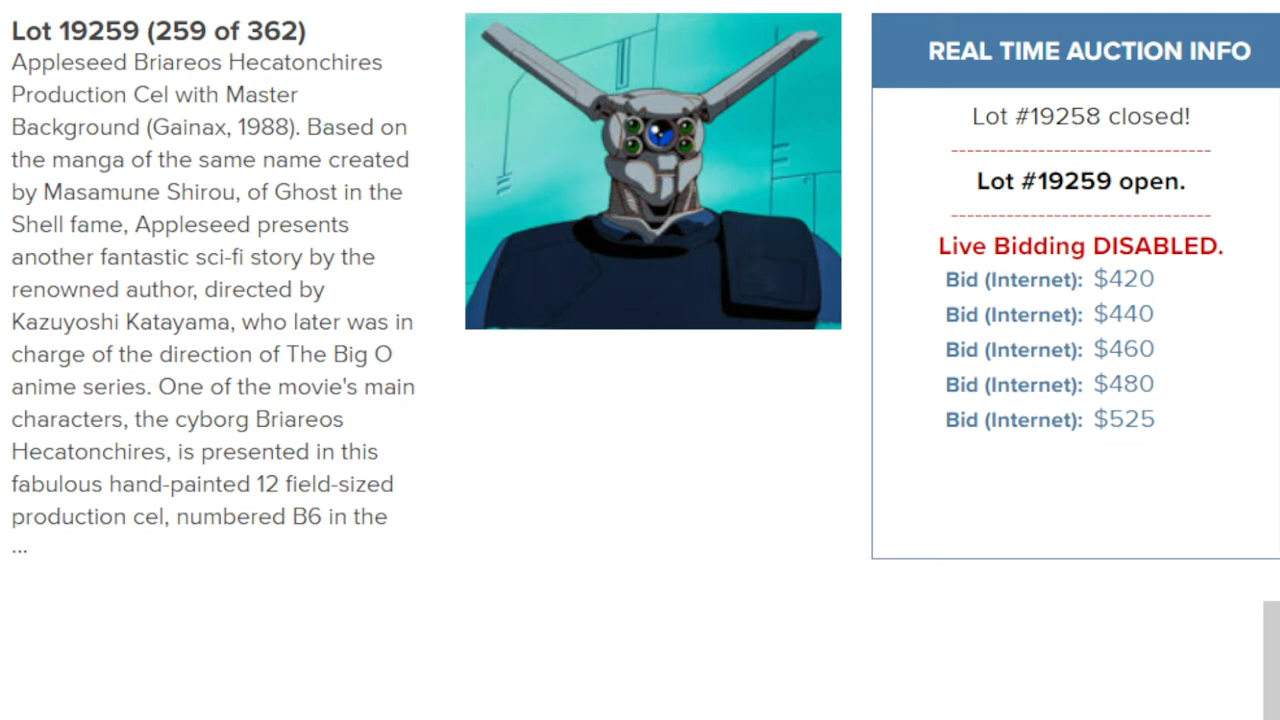 Lot 19259 (259 of 362)
Appleseed Briareos Hecatonchires
Production Cel with Master
Background (Gainax, 1988). Based on
the manga of the same name created
by Masamune Shirou, of Ghost in the
Shell fame, Appleseed presents
another fantastic sci-fi story by the
renowned author, directed by
Kazuyoshi Katayama, who later was in
charge of the direction of The Big O
anime series. One of the movie's main
characters, the cyborg Briareos
Hecatonchires, is presented in this
fabulous hand-painted 12 field-sized
production cel, numbered B6 in the
...
REAL TIME AUCTION INFO
Lot #19258 closed!
--------------------------------
Lot #19259 open.
--------------------------------
Live Bidding DISABLED.
Bid (Internet): $420
Bid (Internet): $440
Bid (Internet): $460
Bid (Internet): $480
Bid (Internet): $525